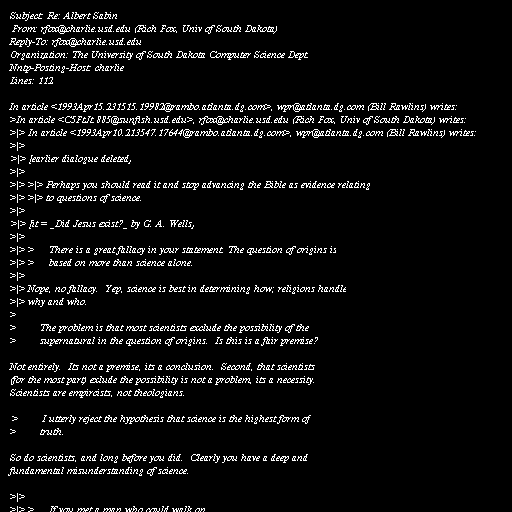 Subject: Re: Albert Sabin
From: rfox@charlie.usd.edu (Rich Fox, Univ of South Dakota)
Reply-To: rfox@charlie.usd.edu
Organization: The University of South Dakota Computer Science Dept.
Nntp-Posting-Host: charlie
Lines: 112

In article <1993Apr15.231515.19982@rambo.atlanta.dg.com>, wpr@atlanta.dg.com (Bill Rawlins) writes:
>In article <C5FtJt.885@sunfish.usd.edu>, rfox@charlie.usd.edu (Rich Fox, Univ of South Dakota) writes:
>|> In article <1993Apr10.213547.17644@rambo.atlanta.dg.com>, wpr@atlanta.dg.com (Bill Rawlins) writes:
>|>
>|> [earlier dialogue deleted,
>|>
>|> >|> Perhaps you should read it and stop advancing the Bible as evidence relating
>|> >|> to questions of science.
>|>
>|> [it = _Did Jesus exist?_ by G. A. Wells,
>|>
>|> > There is a great fallacy in your statement. The question of origins is
>|> > based on more than science alone.
>|>
>|> Nope, no fallacy. Yep, science is best in determining how; religions handle
>|> why and who.
>
> The problem is that most scientists exclude the possibility of the
> supernatural in the question of origins. Is this is a fair premise?

Not entirely. Its not a premise, its a conclusion. Second, that scientists
(for the most part) exlude the possibility is not a problem, its a necessity.
Scientists are empircists, not theologians.

> I utterly reject the hypothesis that science is the highest form of
> truth.

So do scientists, and long before you did. Clearly you have a deep and
fundamental misunderstanding of science.

>|>
>|> > If you met a man who could walk on